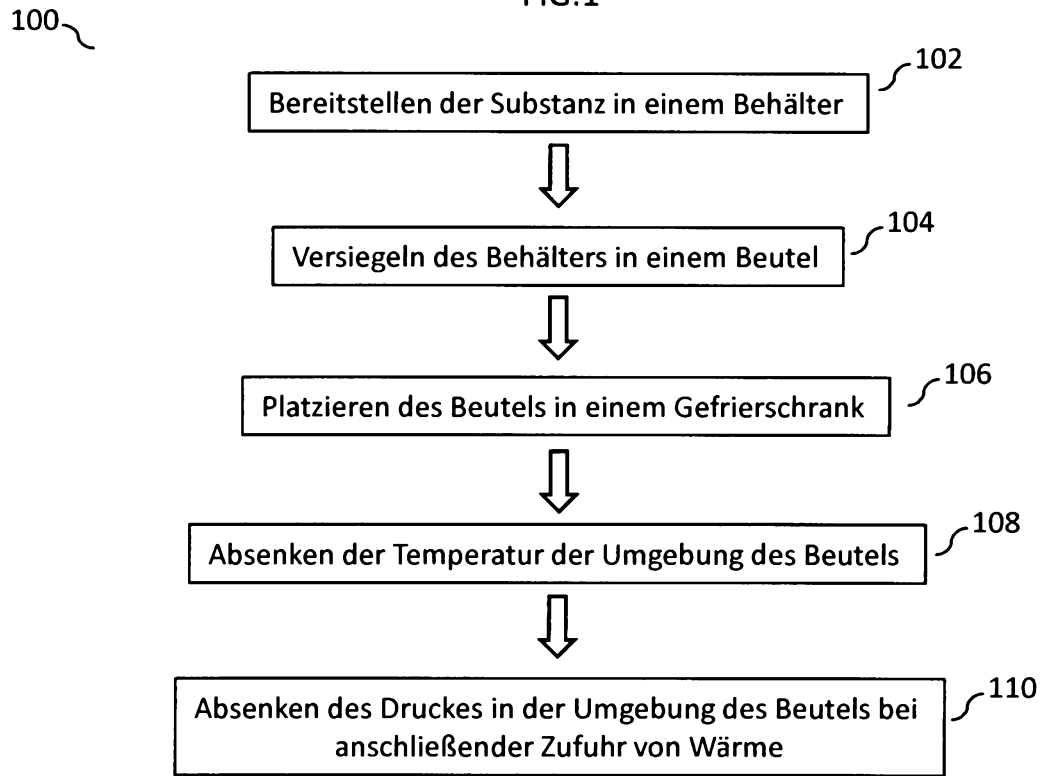 FIG.1
100
102
Bereitstellen der Substanz in einem Behälter
104
Versiegeln des Behälters in einem Beutel
106
Platzieren des Beutels in einem Gefrierschrank
108
Absenken der Temperatur der Umgebung des Beutels
110
Absenken des Druckes in der Umgebung des Beutels bei
anschließender Zufuhr von Wärme